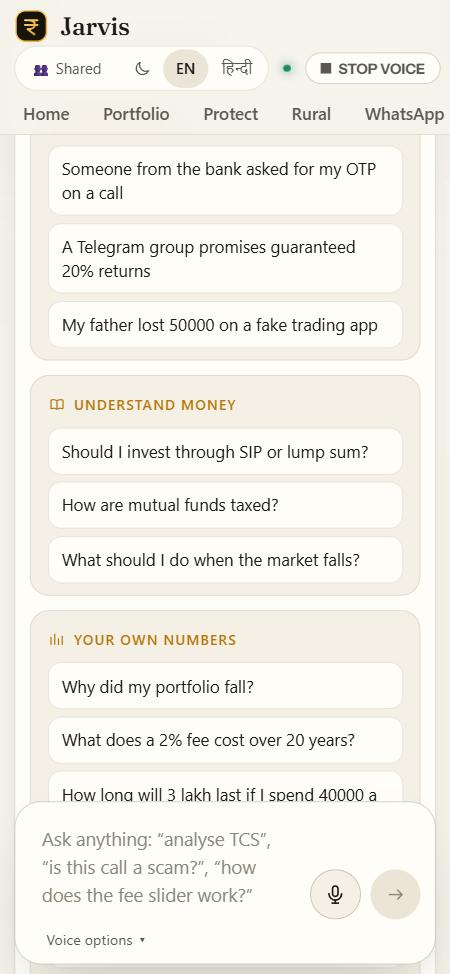 ₹ Jarvis
Shared EN हिन्दी STOP VOICE
Home Portfolio Protect Rural WhatsApp
Someone from the bank asked for my OTP
on a call
A Telegram group promises guaranteed
20% returns
My father lost 50000 on a fake trading app
UNDERSTAND MONEY
Should I invest through SIP or lump sum?
How are mutual funds taxed?
What should I do when the market falls?
YOUR OWN NUMBERS
Why did my portfolio fall?
What does a 2% fee cost over 20 years?
How long will 3 lakh last if I spend 40000 a
Ask anything: “analyse TCS”,
“is this call a scam?”, “how
does the fee slider work?”
Voice options